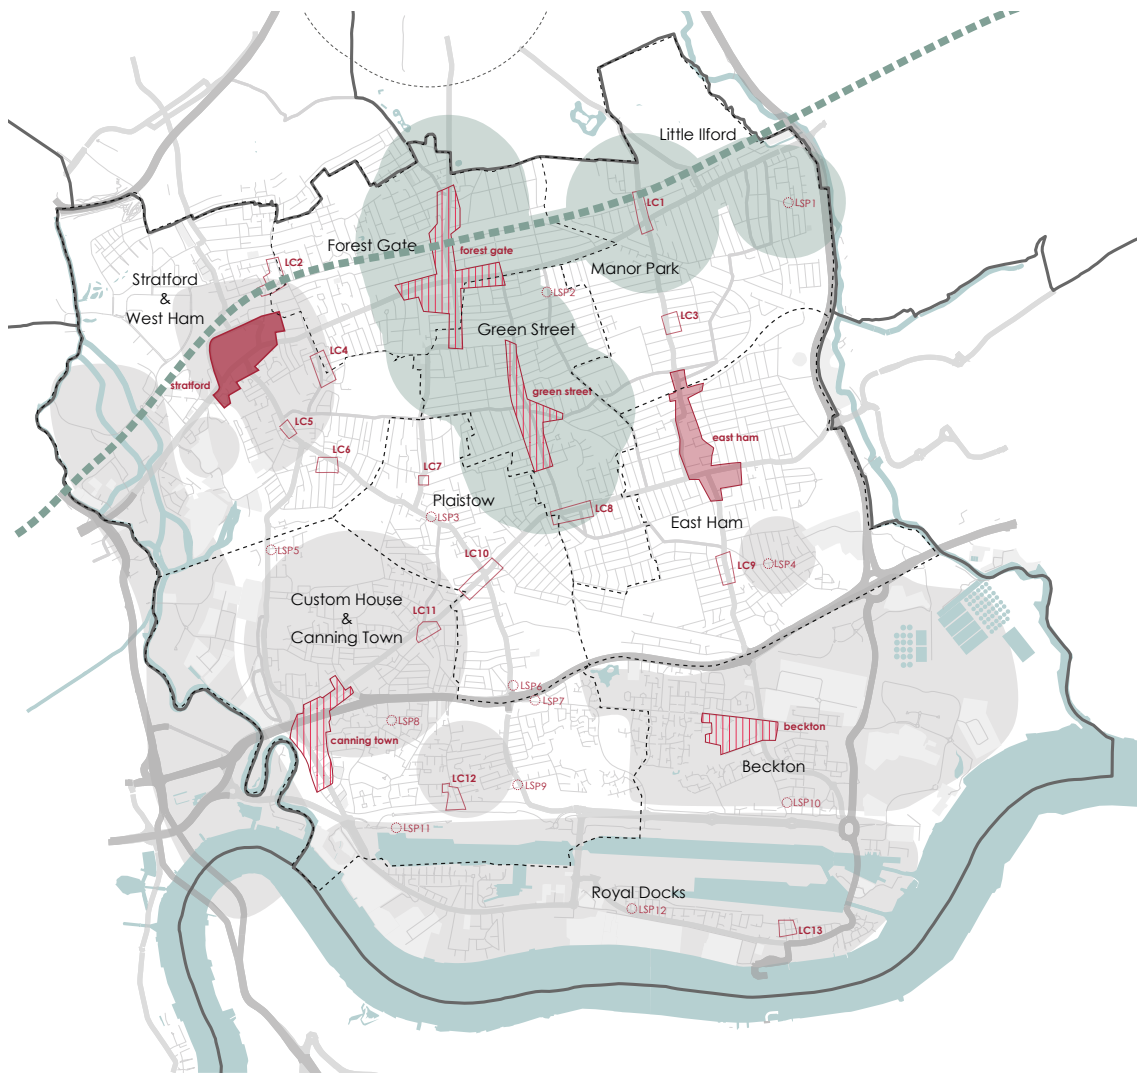 Little Ilford
LC1
LSP1
Forest Gate
forest gate
LC2
Manor Park
Stratford
&
West Ham
LSP2
LC3
Green Street
LC4
stratford
green street
LC5
east ham
LC6
LC7
Plaistow
LC8
LSP3
East Ham
LSP5
LC10
LC9
LSP4
Custom House
&
Canning Town
LC11
LSP6
LSP7
LSP8
beckton
canning town
Beckton
LC12
LSP9
LSP10
LSP11
Royal Docks
LSP12
LC13